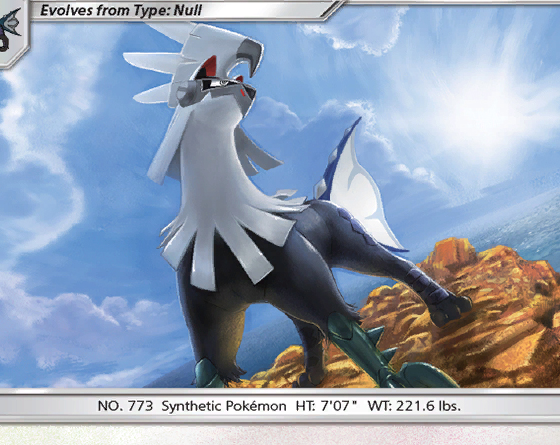 Evolves from Type: Null
NO. 773 Synthetic Pokémon HT: 7'07" WT: 221.6 lbs.